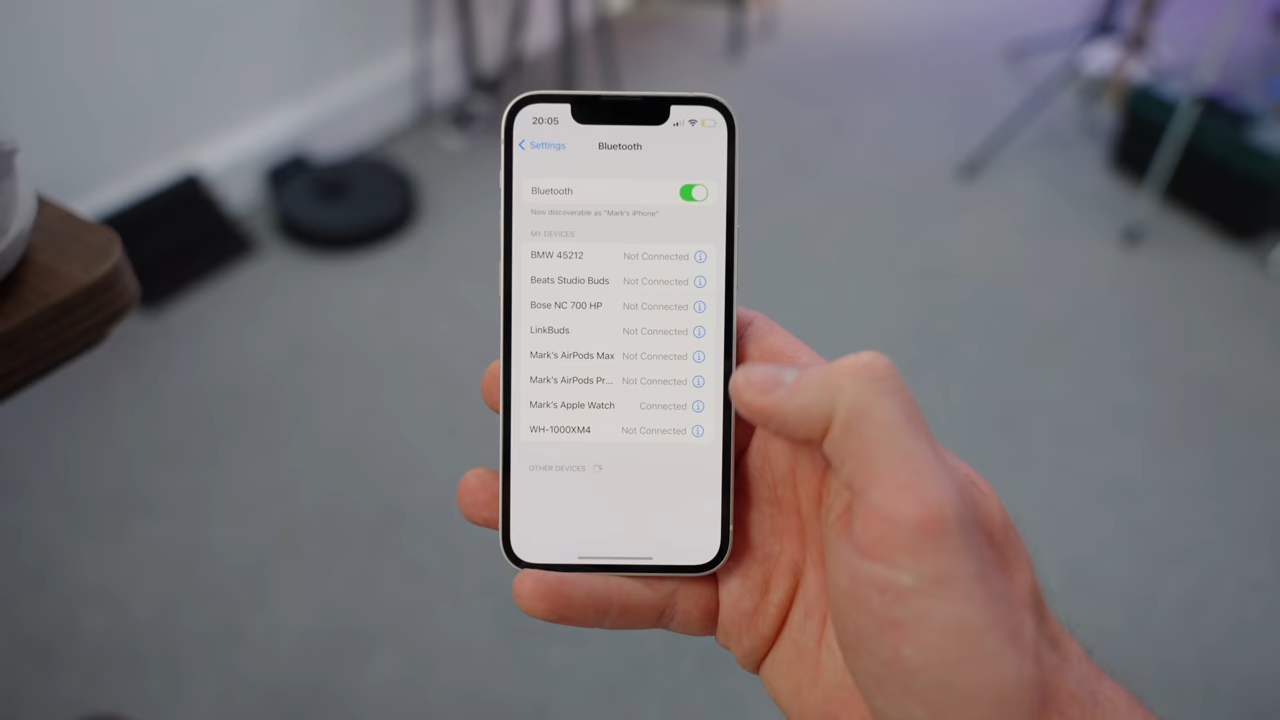 20:05
Settings
Bluetooth
Bluetooth
Now discoverable as "Mark's iPhone"
MY DEVICES
BMW 45212 Not Connected
Beats Studio Buds Not Connected
Bose NC 700 HP Not Connected
LinkBuds Not Connected
Mark's AirPods Max Not Connected
Mark's AirPods Pr... Not Connected
Mark's Apple Watch Connected
WH-1000XM4 Not Connected
OTHER DEVICES